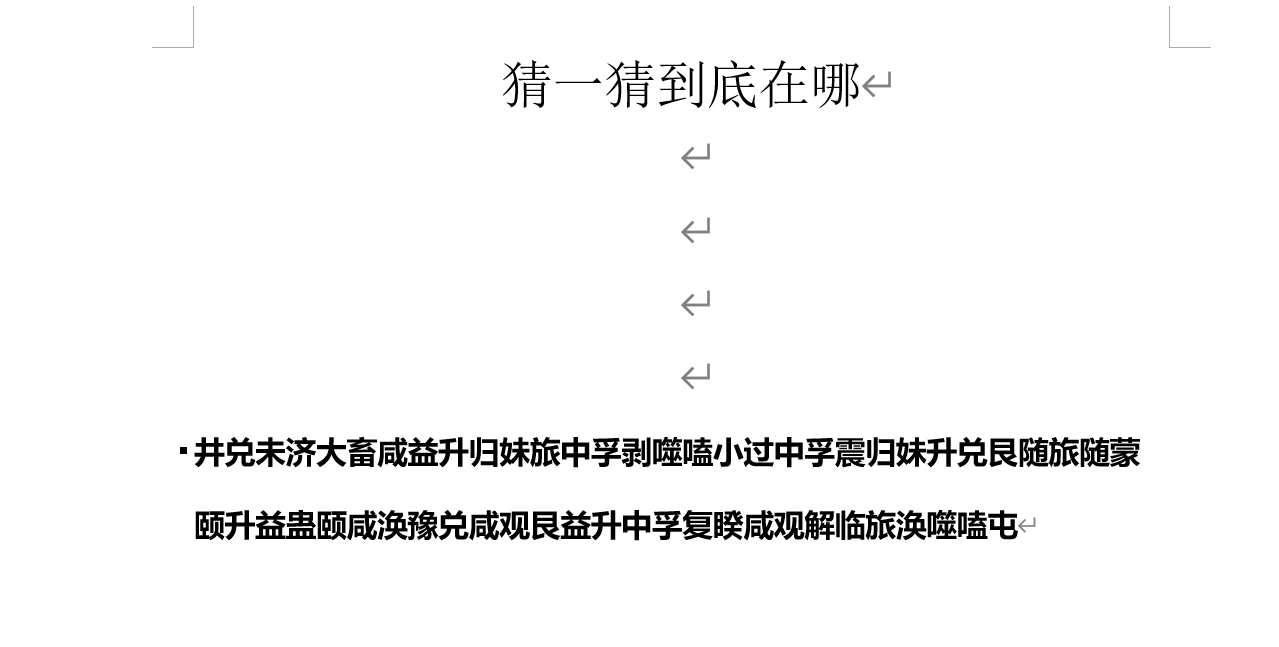 猜一猜到底在哪
井兑未济大畜咸益升归妹旅中孚剥噬嗑小过中孚震归妹升兑艮随旅随蒙
颐升益蛊颐咸涣豫兑咸观艮益升中孚复睽咸观解临旅涣噬嗑屯